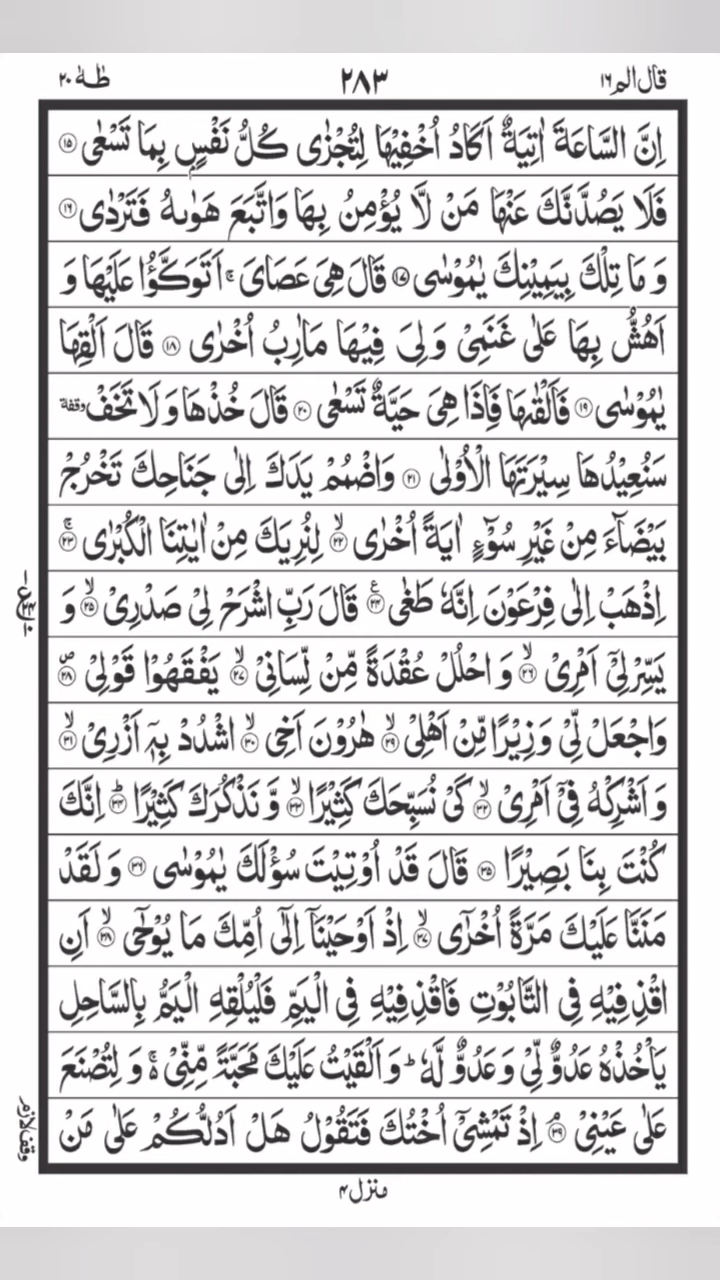 قال الم ١٦ ٢٨٣ طٰهٰ ٢٠
اِنَّ السَّاعَةَ اٰتِيَةٌ اَكَادُ اُخْفِيْهَا لِتُجْزٰى كُلُّ نَفْسٍۭ بِمَا تَسْعٰى ١٥
فَلَا يَصُدَّنَّكَ عَنْهَا مَنْ لَّا يُؤْمِنُ بِهَا وَاتَّبَعَ هَوٰىهُ فَتَرْدٰى ١٦
وَ مَا تِلْكَ بِيَمِيْنِكَ يٰمُوْسٰى ١٧ قَالَ هِىَ عَصَاىَ ۚ اَتَوَكَّؤُا عَلَيْهَا وَ
اَهُشُّ بِهَا عَلٰى غَنَمِىْ وَ لِىَ فِيْهَا مَاٰرِبُ اُخْرٰى ١٨ قَالَ اَلْقِهَا
يٰمُوْسٰى ١٩ فَاَلْقٰىهَا فَاِذَا هِىَ حَيَّةٌ تَسْعٰى ٢٠ قَالَ خُذْهَا وَ لَا تَخَفْ وقفة
سَنُعِيْدُهَا سِيْرَتَهَا الْاُوْلٰى ٢١ وَاضْمُمْ يَدَكَ اِلٰى جَنَاحِكَ تَخْرُجْ
بَيْضَآءَ مِنْ غَيْرِ سُوْٓءٍ اٰيَةً اُخْرٰى ۙ ٢٢ لِنُرِيَكَ مِنْ اٰيٰتِنَا الْكُبْرٰى ۚ ٢٣
اِذْهَبْ اِلٰى فِرْعَوْنَ اِنَّهٗ طَغٰى ٢٤ ع قَالَ رَبِّ اشْرَحْ لِىْ صَدْرِىْ ۙ ٢٥ وَ
يَسِّرْ لِىْٓ اَمْرِىْ ۙ ٢٦ وَ احْلُلْ عُقْدَةً مِّنْ لِّسَانِىْ ۙ ٢٧ يَفْقَهُوْا قَوْلِىْ ص ٢٨
وَاجْعَلْ لِّىْ وَزِيْرًا مِّنْ اَهْلِىْ ۙ ٢٩ هٰرُوْنَ اَخِى ۙ ٣٠ اشْدُدْ بِهٖٓ اَزْرِىْ ۙ ٣١
وَ اَشْرِكْهُ فِىْٓ اَمْرِىْ ۙ ٣٢ كَىْ نُسَبِّحَكَ كَثِيْرًا ۙ ٣٣ وَّ نَذْكُرَكَ كَثِيْرًا ؕ ٣٤ اِنَّكَ
كُنْتَ بِنَا بَصِيْرًا ٣٥ قَالَ قَدْ اُوْتِيْتَ سُؤْلَكَ يٰمُوْسٰى ٣٦ وَ لَقَدْ
مَنَنَّا عَلَيْكَ مَرَّةً اُخْرٰٓى ۙ ٣٧ اِذْ اَوْحَيْنَآ اِلٰٓى اُمِّكَ مَا يُوْحٰٓى ۙ ٣٨ اَنِ
اقْذِفِيْهِ فِى التَّابُوْتِ فَاقْذِفِيْهِ فِى الْيَمِّ فَلْيُلْقِهِ الْيَمُّ بِالسَّاحِلِ
يَاْخُذْهُ عَدُوٌّ لِّىْ وَ عَدُوٌّ لَّهٗ ؕ وَ اَلْقَيْتُ عَلَيْكَ مَحَبَّةً مِّنِّىْ ۚ۬ وَ لِتُصْنَعَ
عَلٰى عَيْنِىْ ۘ ٣٩ اِذْ تَمْشِىْٓ اُخْتُكَ فَتَقُوْلُ هَلْ اَدُلُّكُمْ عَلٰى مَنْ
وقف لازم
منزل ٤